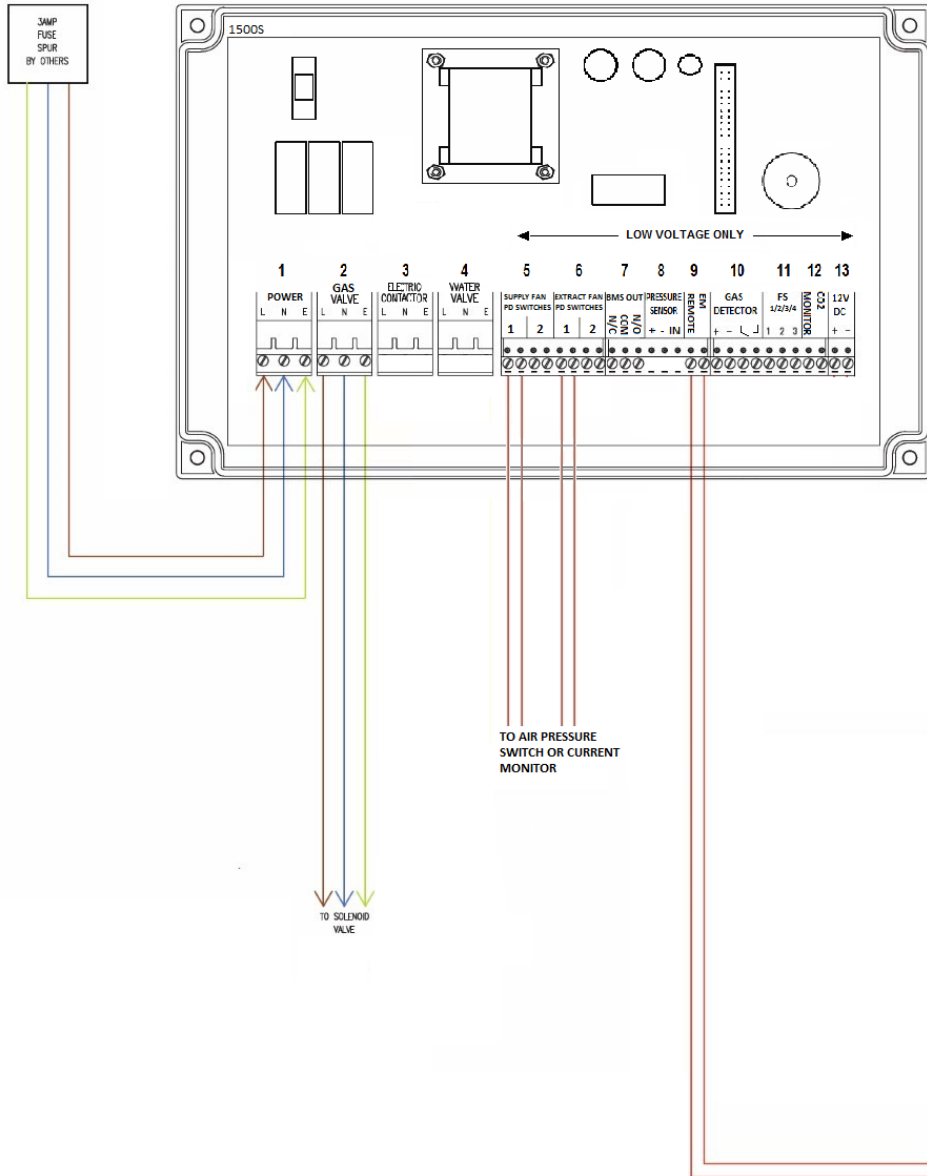 3AMP
FUSE
SPUR
BY OTHERS
1500S
LOW VOLTAGE ONLY
1 2 3 4 5 6 7 8 9 10 11 12 13
POWER
L N E
GAS
VALVE
L N E
ELECTRIC
CONTACTOR
L N E
WATER
VALVE
L N E
SUPPLY FAN
PD SWITCHES
1 2
EXTRACT FAN
PD SWITCHES
1 2
BMS OUT
N/C
COM
N/O
PRESSURE
SENSOR
+ - IN
EM
REMOTE
GAS
DETECTOR
+ -
FS
1/2/3/4
1 2 3
CO2
MONITOR
12V
DC
+ -
TO AIR PRESSURE
SWITCH OR CURRENT
MONITOR
TO SOLENOID
VALVE